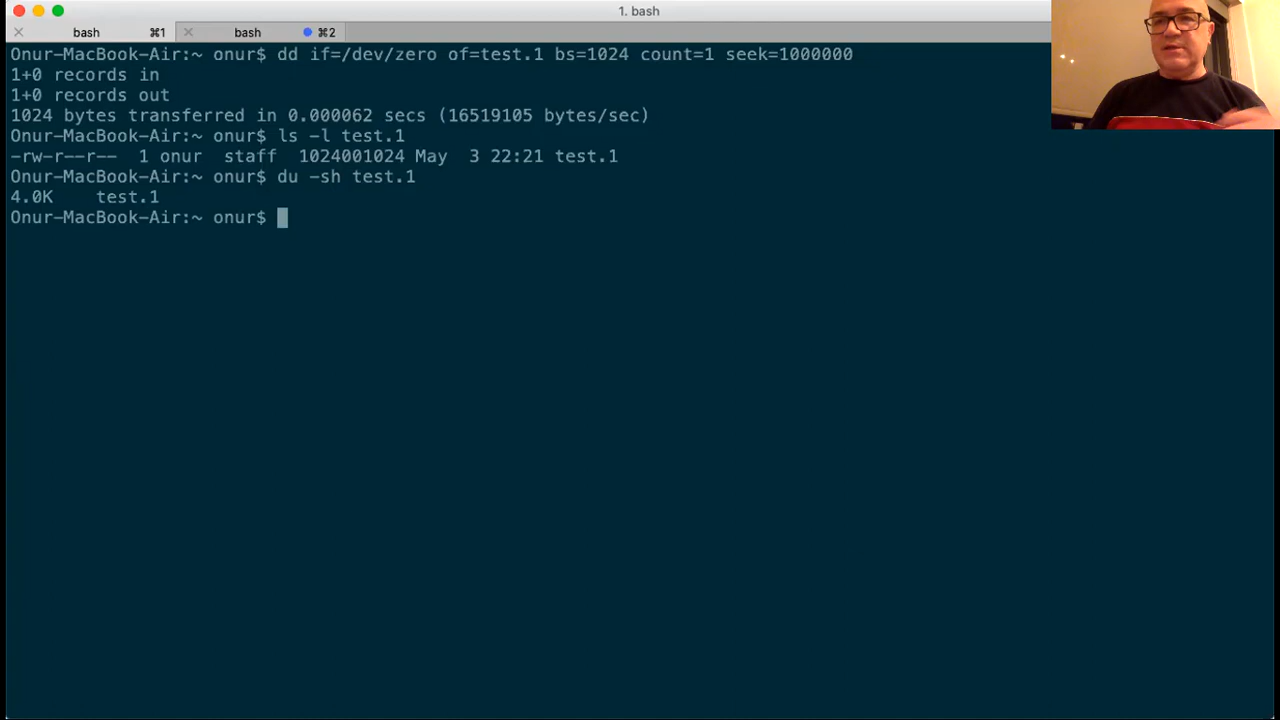 1. bash
bash ⌘1 bash ⌘2
Onur-MacBook-Air:~ onur$ dd if=/dev/zero of=test.1 bs=1024 count=1 seek=1000000
1+0 records in
1+0 records out
1024 bytes transferred in 0.000062 secs (16519105 bytes/sec)
Onur-MacBook-Air:~ onur$ ls -l test.1
-rw-r--r--  1 onur  staff  1024001024 May  3 22:21 test.1
Onur-MacBook-Air:~ onur$ du -sh test.1
4.0K    test.1
Onur-MacBook-Air:~ onur$